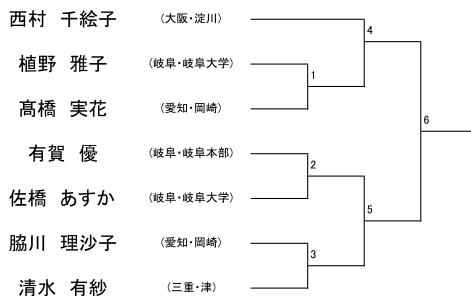 西村 千絵子 (大阪・淀川) 4
植野 雅子 (岐阜・岐阜大学) 1
髙橋 実花 (愛知・岡崎) 6
有賀 優 (岐阜・岐阜本部) 2
佐橋 あすか (岐阜・岐阜大学) 5
脇川 理沙子 (愛知・岡崎) 3
清水 有紗 (三重・津)